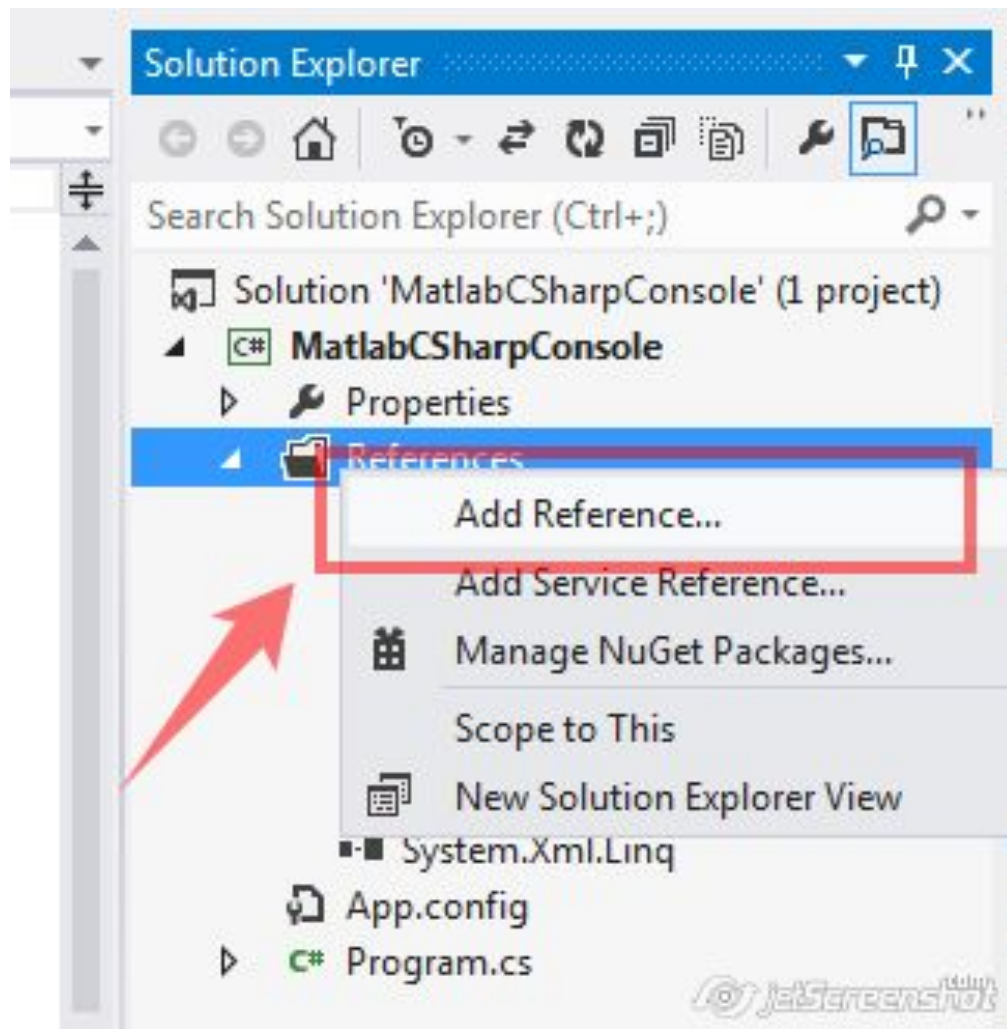 Solution Explorer
Search Solution Explorer (Ctrl+;)
Solution 'MatlabCSharpConsole' (1 project)
C# MatlabCSharpConsole
Properties
References
Add Reference...
Add Service Reference...
Manage NuGet Packages...
Scope to This
New Solution Explorer View
System.Xml.Linq
App.config
C# Program.cs
jetScreenshot